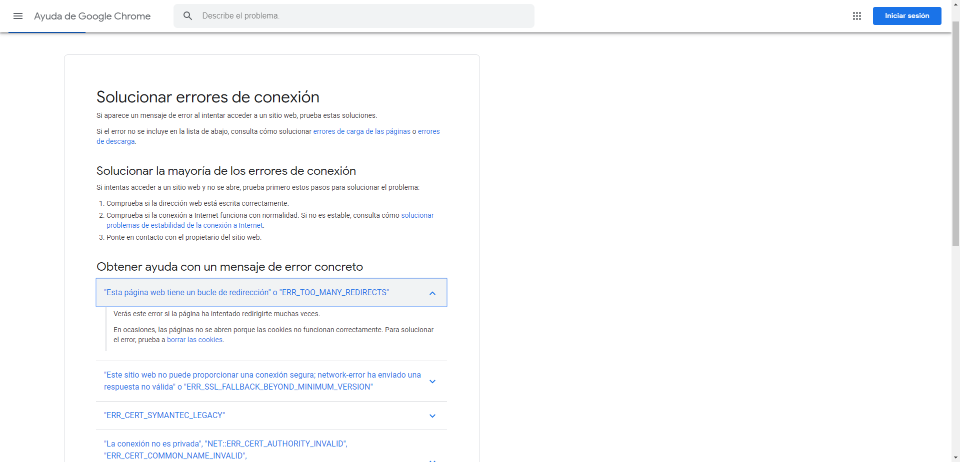 Ayuda de Google Chrome
Describe el problema
Iniciar sesión
Solucionar errores de conexión
Si aparece un mensaje de error al intentar acceder a un sitio web, prueba estas soluciones.
Si el error no se incluye en la lista de abajo, consulta cómo solucionar errores de carga de las páginas o errores
de descarga.
Solucionar la mayoría de los errores de conexión
Si intentas acceder a un sitio web y no se abre, prueba primero estos pasos para solucionar el problema:
1. Comprueba si la dirección web está escrita correctamente.
2. Comprueba si la conexión a Internet funciona con normalidad. Si no es estable, consulta cómo solucionar
problemas de estabilidad de la conexión a Internet.
3. Ponte en contacto con el propietario del sitio web.
Obtener ayuda con un mensaje de error concreto
"Esta página web tiene un bucle de redirección" o "ERR_TOO_MANY_REDIRECTS"
Verás este error si la página ha intentado redirigirte muchas veces.
En ocasiones, las páginas no se abren porque las cookies no funcionan correctamente. Para solucionar
el error, prueba a borrar las cookies.
"Este sitio web no puede proporcionar una conexión segura; network-error ha enviado una
respuesta no válida" o "ERR_SSL_FALLBACK_BEYOND_MINIMUM_VERSION"
"ERR_CERT_SYMANTEC_LEGACY"
"La conexión no es privada", "NET::ERR_CERT_AUTHORITY_INVALID",
"ERR_CERT_COMMON_NAME_INVALID",